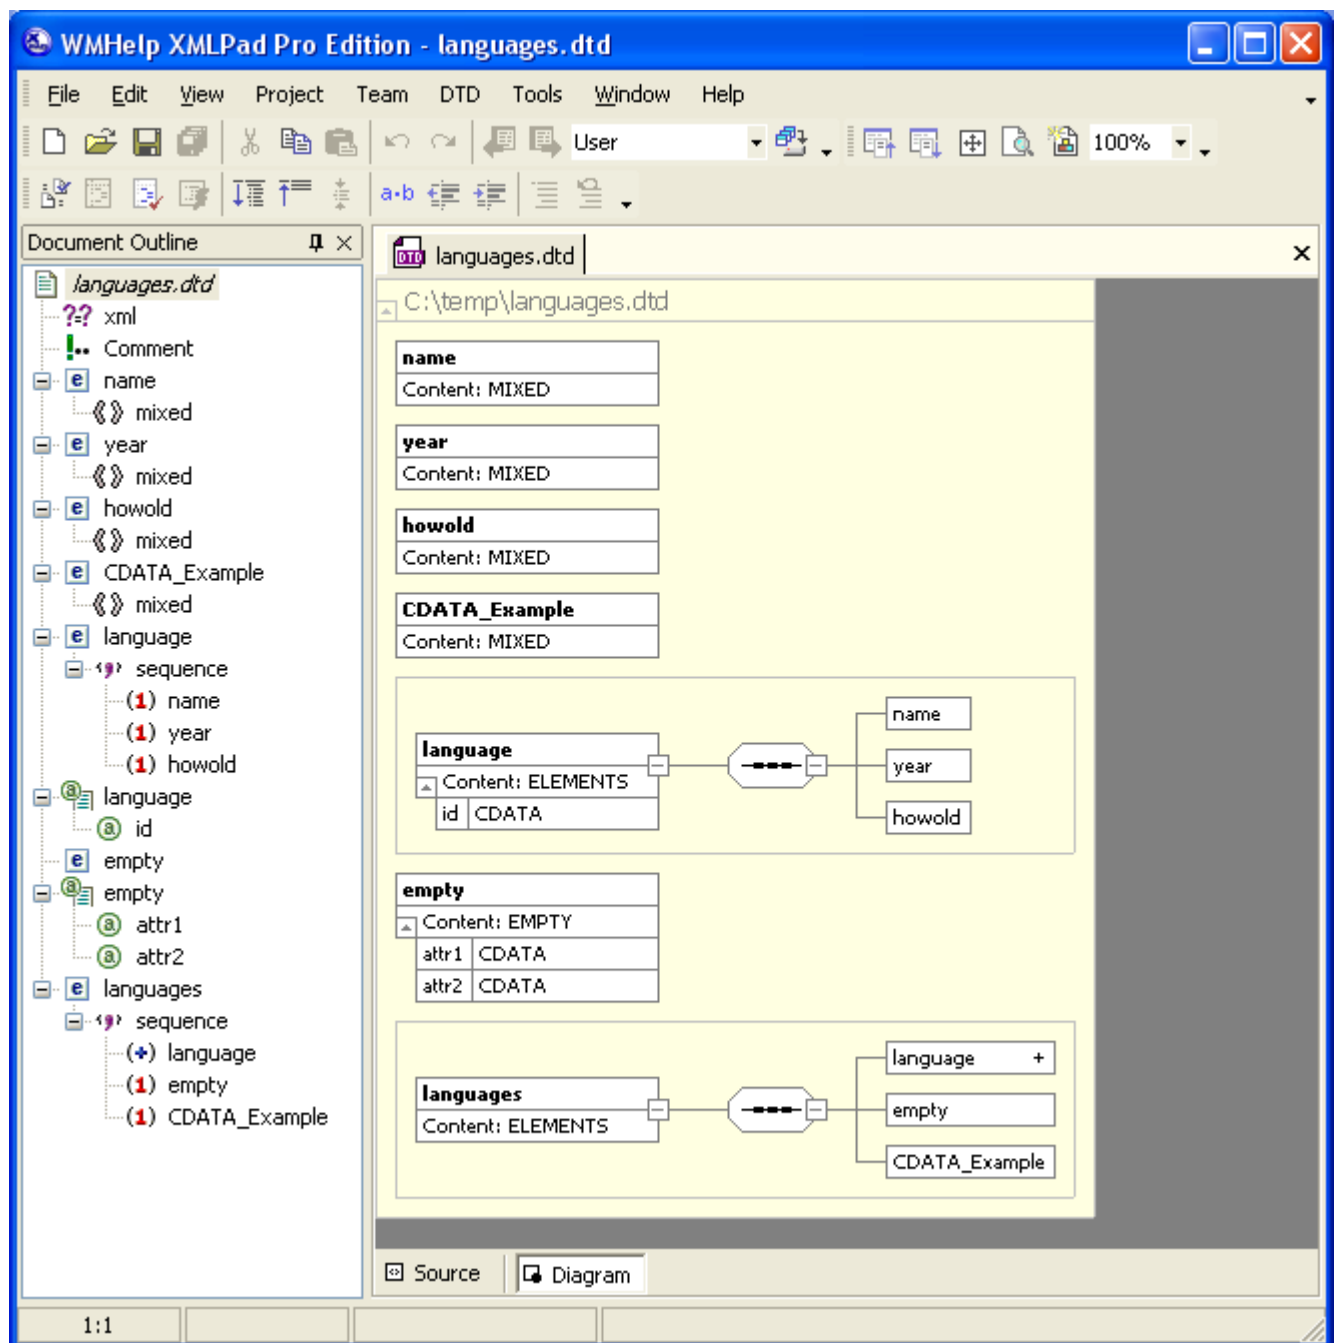 WMHelp XMLPad Pro Edition - languages.dtd
File Edit View Project Team DTD Tools Window Help
User 100%
a·b
Document Outline
languages.dtd
xml
Comment
name
mixed
year
mixed
howold
mixed
CDATA_Example
mixed
language
sequence
(1) name
(1) year
(1) howold
language
id
empty
empty
attr1
attr2
languages
sequence
(+) language
(1) empty
(1) CDATA_Example
DTD languages.dtd
C:\temp\languages.dtd
name
Content: MIXED
year
Content: MIXED
howold
Content: MIXED
CDATA_Example
Content: MIXED
language
Content: ELEMENTS
id CDATA
name
year
howold
empty
Content: EMPTY
attr1 CDATA
attr2 CDATA
languages
Content: ELEMENTS
language +
empty
CDATA_Example
Source Diagram
1:1